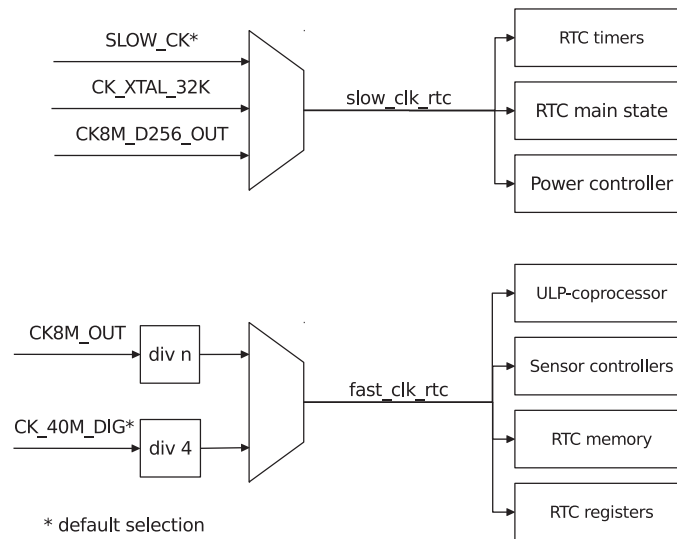 SLOW_CK*
CK_XTAL_32K
CK8M_D256_OUT
slow_clk_rtc
RTC timers
RTC main state
Power controller
CK8M_OUT
div n
CK_40M_DIG*
div 4
fast_clk_rtc
ULP-coprocessor
Sensor controllers
RTC memory
RTC registers
* default selection